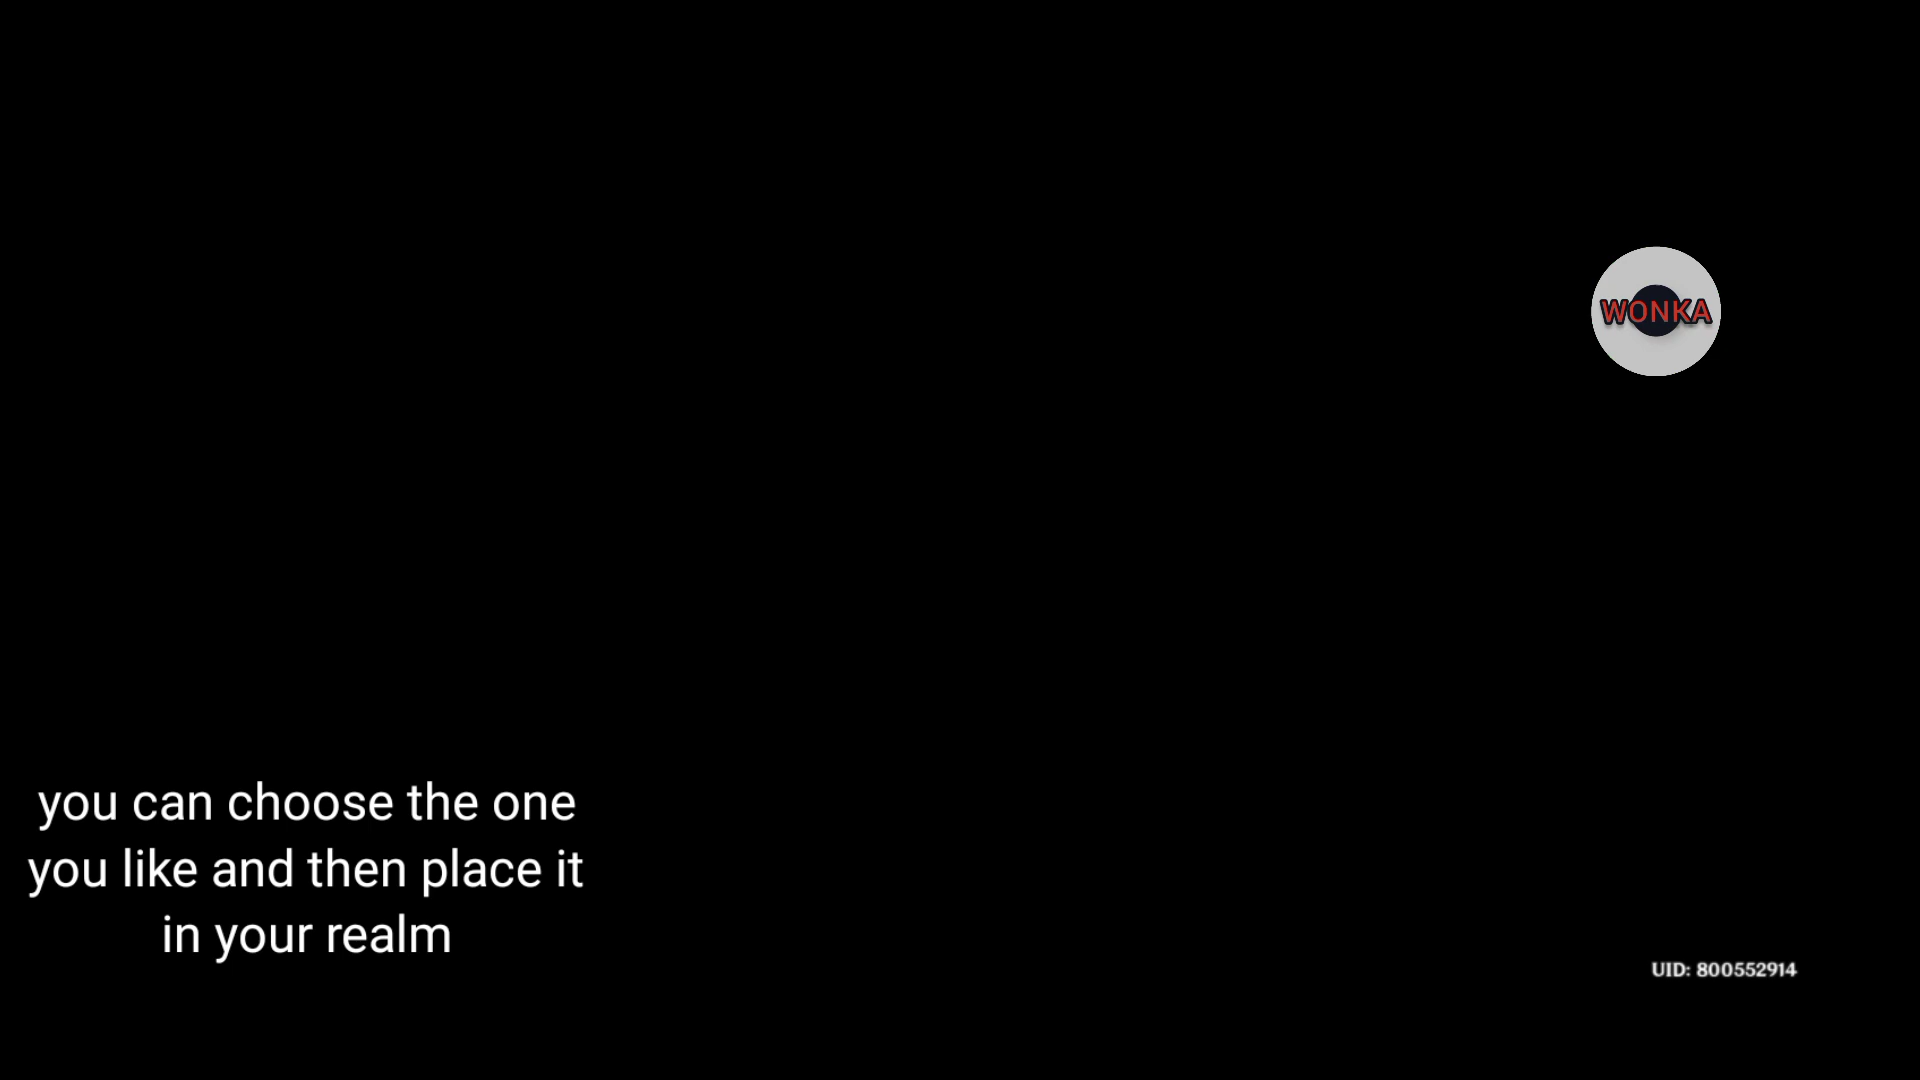 WONKA
you can choose the one
you like and then place it
in your realm
UID: 800552914